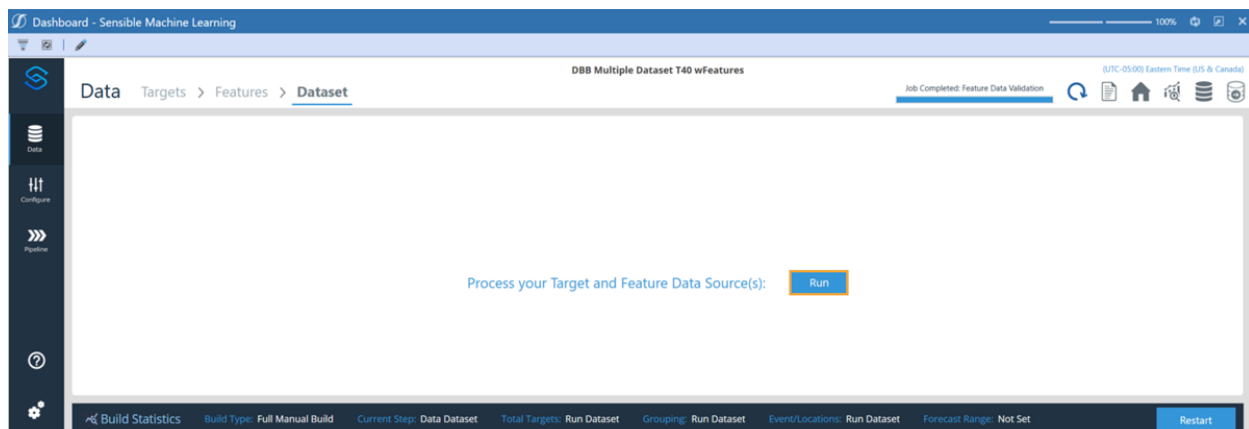 Dashboard - Sensible Machine Learning
100%
DBB Multiple Dataset T40 wFeatures
(UTC-05:00) Eastern Time (US & Canada)
Data Targets > Features > Dataset
Job Completed: Feature Data Validation
Data
Configure
Pipeline
Process your Target and Feature Data Source(s): Run
Build Statistics Build Type: Full Manual Build Current Step: Data Dataset Total Targets: Run Dataset Grouping: Run Dataset Event/Locations: Run Dataset Forecast Range: Not Set Restart